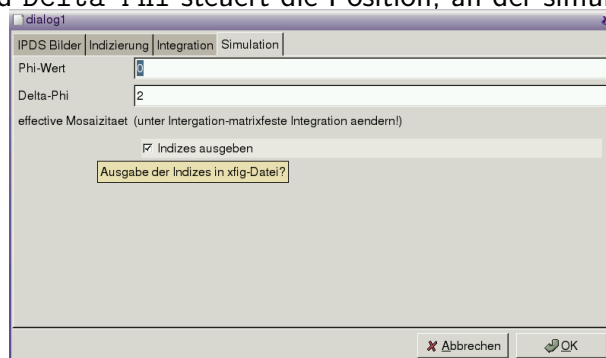 Delta-Phi steuert die Position, an der
dialog1
IPDS Bilder Indizierung Integration Simulation
Phi-Wert 0
Delta-Phi 2
effective Mosaizitaet (unter Intergation-matrixfeste Integration aendern!)
Indizes ausgeben
Ausgabe der Indizes in xfig-Datei?
Abbrechen OK